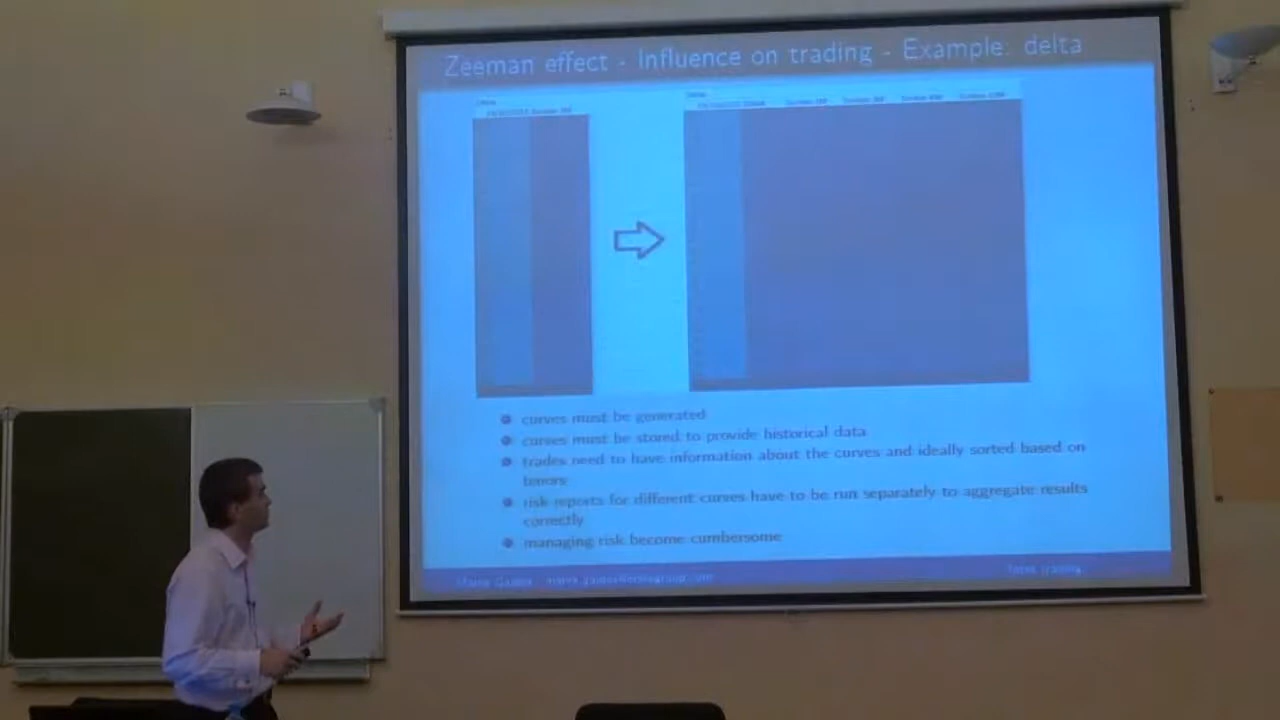 Zeeman effect - Influence on trading - Example: delta
curves must be generated
curves must be stored to provide historical data
trades need to have information about the curves and ideally sorted based on
tenors
risk reports for different curves have to be run separately to aggregate results
correctly
managing risk become cumbersome
trading